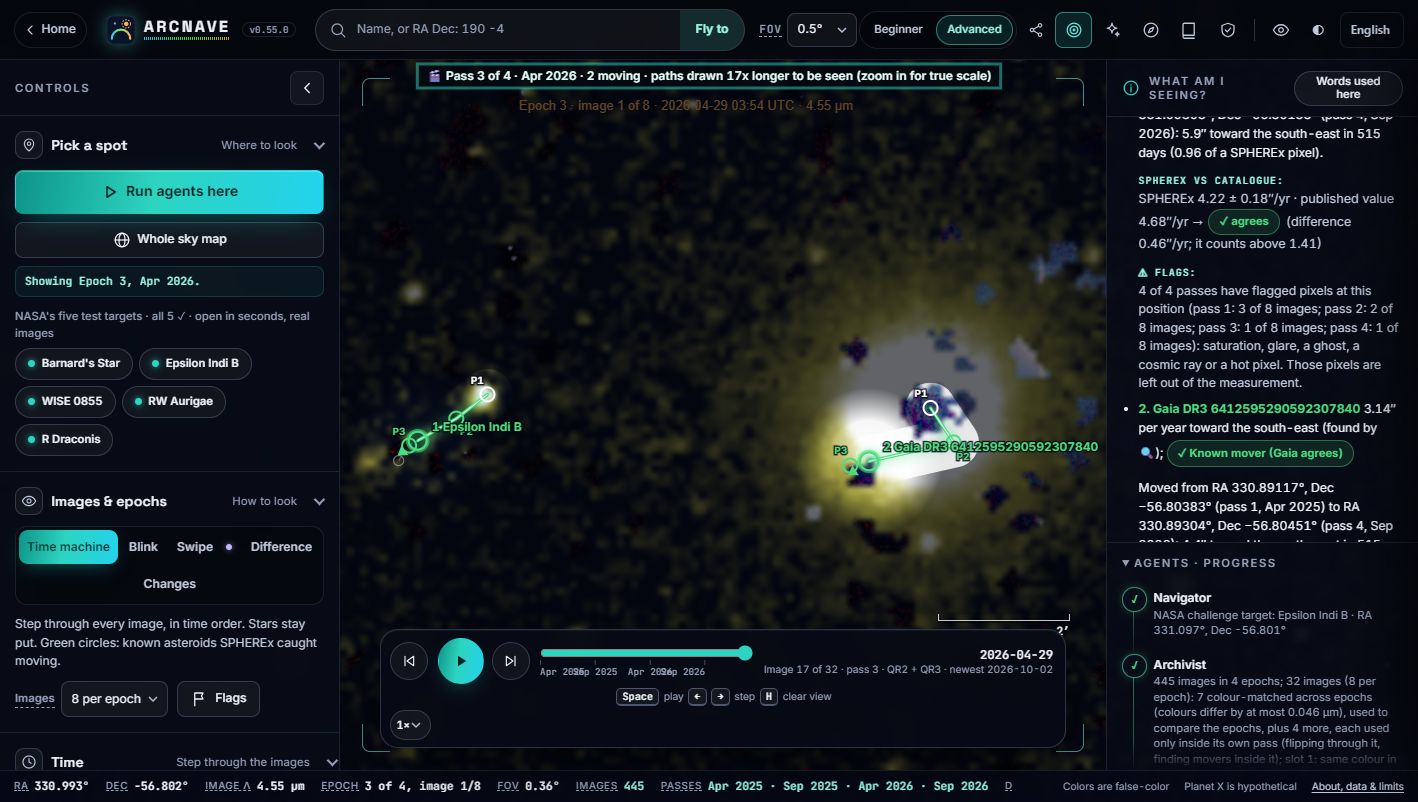 Home
ARCNAVE
v0.55.0
Name, or RA Dec: 190 -4
Fly to
FOV
0.5°
Beginner
Advanced
English
CONTROLS
Pick a spot
Where to look
Run agents here
Whole sky map
Showing Epoch 3, Apr 2026.
NASA's five test targets · all 5 ✓ · open in seconds, real
images
Barnard's Star
Epsilon Indi B
WISE 0855
RW Aurigae
R Draconis
Images & epochs
How to look
Time machine
Blink
Swipe
Difference
Changes
Step through every image, in time order. Stars stay
put. Green circles: known asteroids SPHEREx caught
moving.
Images
8 per epoch
Flags
Time
Step through the images
Pass 3 of 4 · Apr 2026 · 2 moving · paths drawn 17x longer to be seen (zoom in for true scale)
Epoch 3 · image 1 of 8 · 2026-04-29 03:54 UTC · 4.55 µm
P1
1 Epsilon Indi B
P2
P3
P1
2 Gaia DR3 6412595290592307840
P2
P3
2′
2026-04-29
Apr 2025
Sep 2025
Apr 2026
Sep 2026
Image 17 of 32 · pass 3 · QR2 + QR3 · newest 2026-10-02
Space play ← → step H clear view
1×
WHAT AM I
SEEING?
Words used
here
2026): 5.9″ toward the south-east in 515
days (0.96 of a SPHEREx pixel).
SPHEREX VS CATALOGUE:
SPHEREx 4.22 ± 0.18″/yr · published value
4.68″/yr → ✓ agrees (difference
0.46″/yr; it counts above 1.41)
⚠ FLAGS:
4 of 4 passes have flagged pixels at this
position (pass 1: 3 of 8 images; pass 2: 2 of
8 images; pass 3: 1 of 8 images; pass 4: 1 of
8 images): saturation, glare, a ghost, a
cosmic ray or a hot pixel. Those pixels are
left out of the measurement.
2. Gaia DR3 6412595290592307840 3.14″
per year toward the south-east (found by
🔍); ✓ Known mover (Gaia agrees)
Moved from RA 330.89117°, Dec
−56.80383° (pass 1, Apr 2025) to RA
330.89304°, Dec −56.80451° (pass 4, Sep
▼ AGENTS · PROGRESS
Navigator
NASA challenge target: Epsilon Indi B · RA
331.097°, Dec -56.801°
Archivist
445 images in 4 epochs; 32 images (8 per
epoch): 7 colour-matched across epochs
(colours differ by at most 0.046 µm), used to
compare the epochs, plus 4 more, each used
only inside its own pass (flipping through it,
finding movers inside it); slot 1: same colour in
RA 330.993°
DEC -56.802°
IMAGE Λ 4.55 µm
EPOCH 3 of 4, image 1/8
FOV 0.36°
IMAGES 445
PASSES Apr 2025 · Sep 2025 · Apr 2026 · Sep 2026
D
Colors are false-color
Planet X is hypothetical
About, data & limits